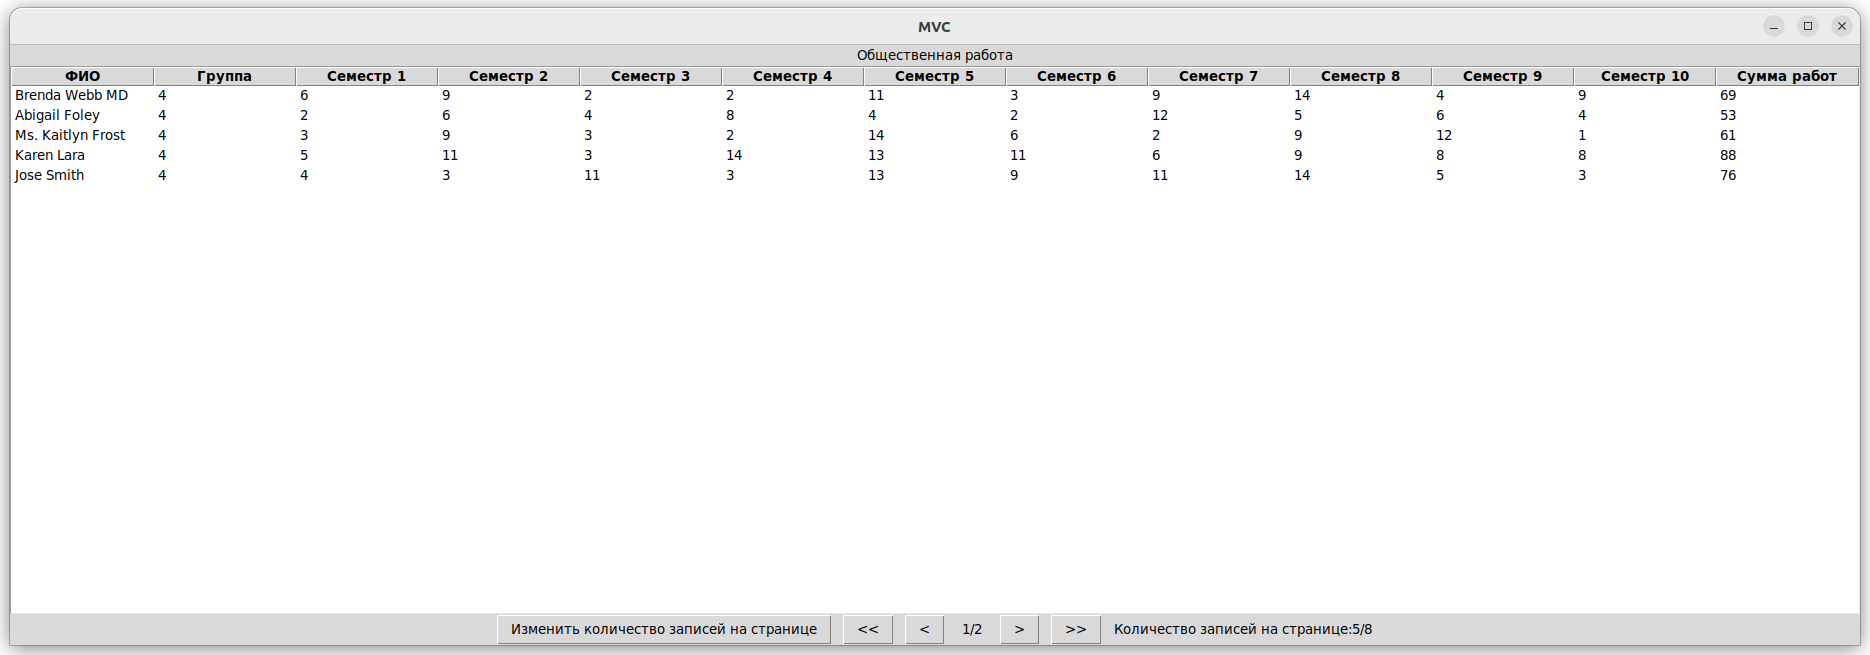 MVC
Общественная работа
ФИО Группа Семестр 1 Семестр 2 Семестр 3 Семестр 4 Семестр 5 Семестр 6 Семестр 7 Семестр 8 Семестр 9 Семестр 10 Сумма работ
Brenda Webb MD 4 6 9 2 2 11 3 9 14 4 9 69
Abigail Foley 4 2 6 4 8 4 2 12 5 6 4 53
Ms. Kaitlyn Frost 4 3 9 3 2 14 6 2 9 12 1 61
Karen Lara 4 5 11 3 14 13 11 6 9 8 8 88
Jose Smith 4 4 3 11 3 13 9 11 14 5 3 76
Изменить количество записей на странице << < 1/2 > >> Количество записей на странице:5/8